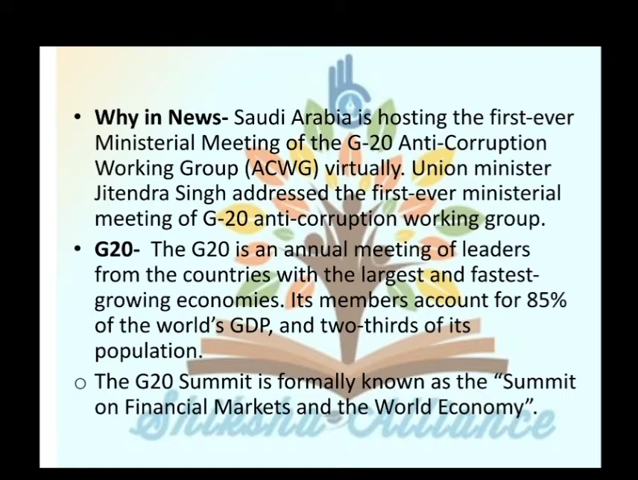 • Why in News- Saudi Arabia is hosting the first-ever
Ministerial Meeting of the G-20 Anti-Corruption
Working Group (ACWG) virtually. Union minister
Jitendra Singh addressed the first-ever ministerial
meeting of G-20 anti-corruption working group.
• G20- The G20 is an annual meeting of leaders
from the countries with the largest and fastest-
growing economies. Its members account for 85%
of the world's GDP, and two-thirds of its
population.
o The G20 Summit is formally known as the “Summit
on Financial Markets and the World Economy”.
Shiksha Alliance